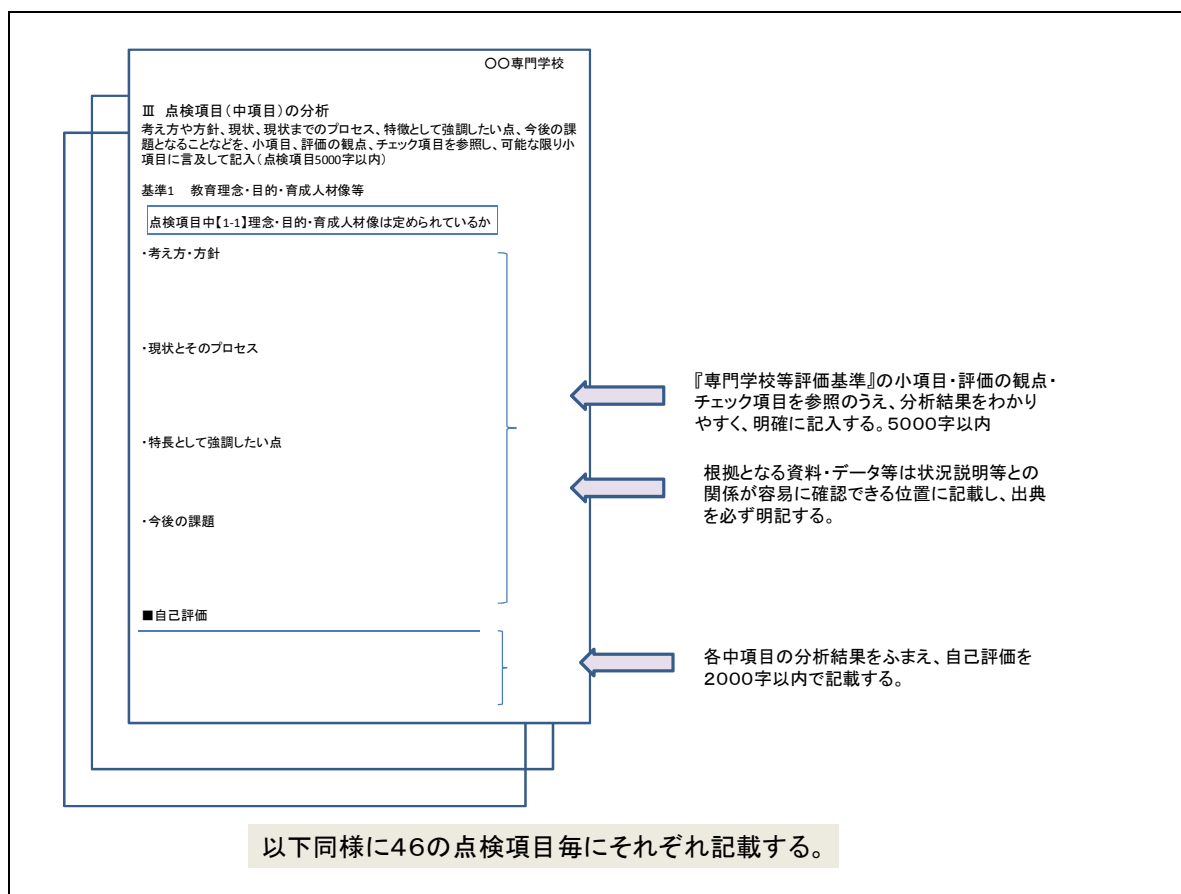 〇〇専門学校
Ⅲ 点検項目(中項目)の分析
考え方や方針、現状、現状までのプロセス、特徴として強調したい点、今後の課
題となることなどを、小項目、評価の観点、チェック項目を参照し、可能な限り小
項目に言及して記入(点検項目5000字以内)
基準1 教育理念・目的・育成人材像等
点検項目中【1-1】理念・目的・育成人材像は定められているか
・考え方・方針
・現状とそのプロセス
・特長として強調したい点
・今後の課題
■自己評価
『専門学校等評価基準』の小項目・評価の観点・
チェック項目を参照のうえ、分析結果をわかり
やすく、明確に記入する。5000字以内
根拠となる資料・データ等は状況説明等との
関係が容易に確認できる位置に記載し、出典
を必ず明記する。
各中項目の分析結果をふまえ、自己評価を
2000字以内で記載する。
以下同様に46の点検項目毎にそれぞれ記載する。